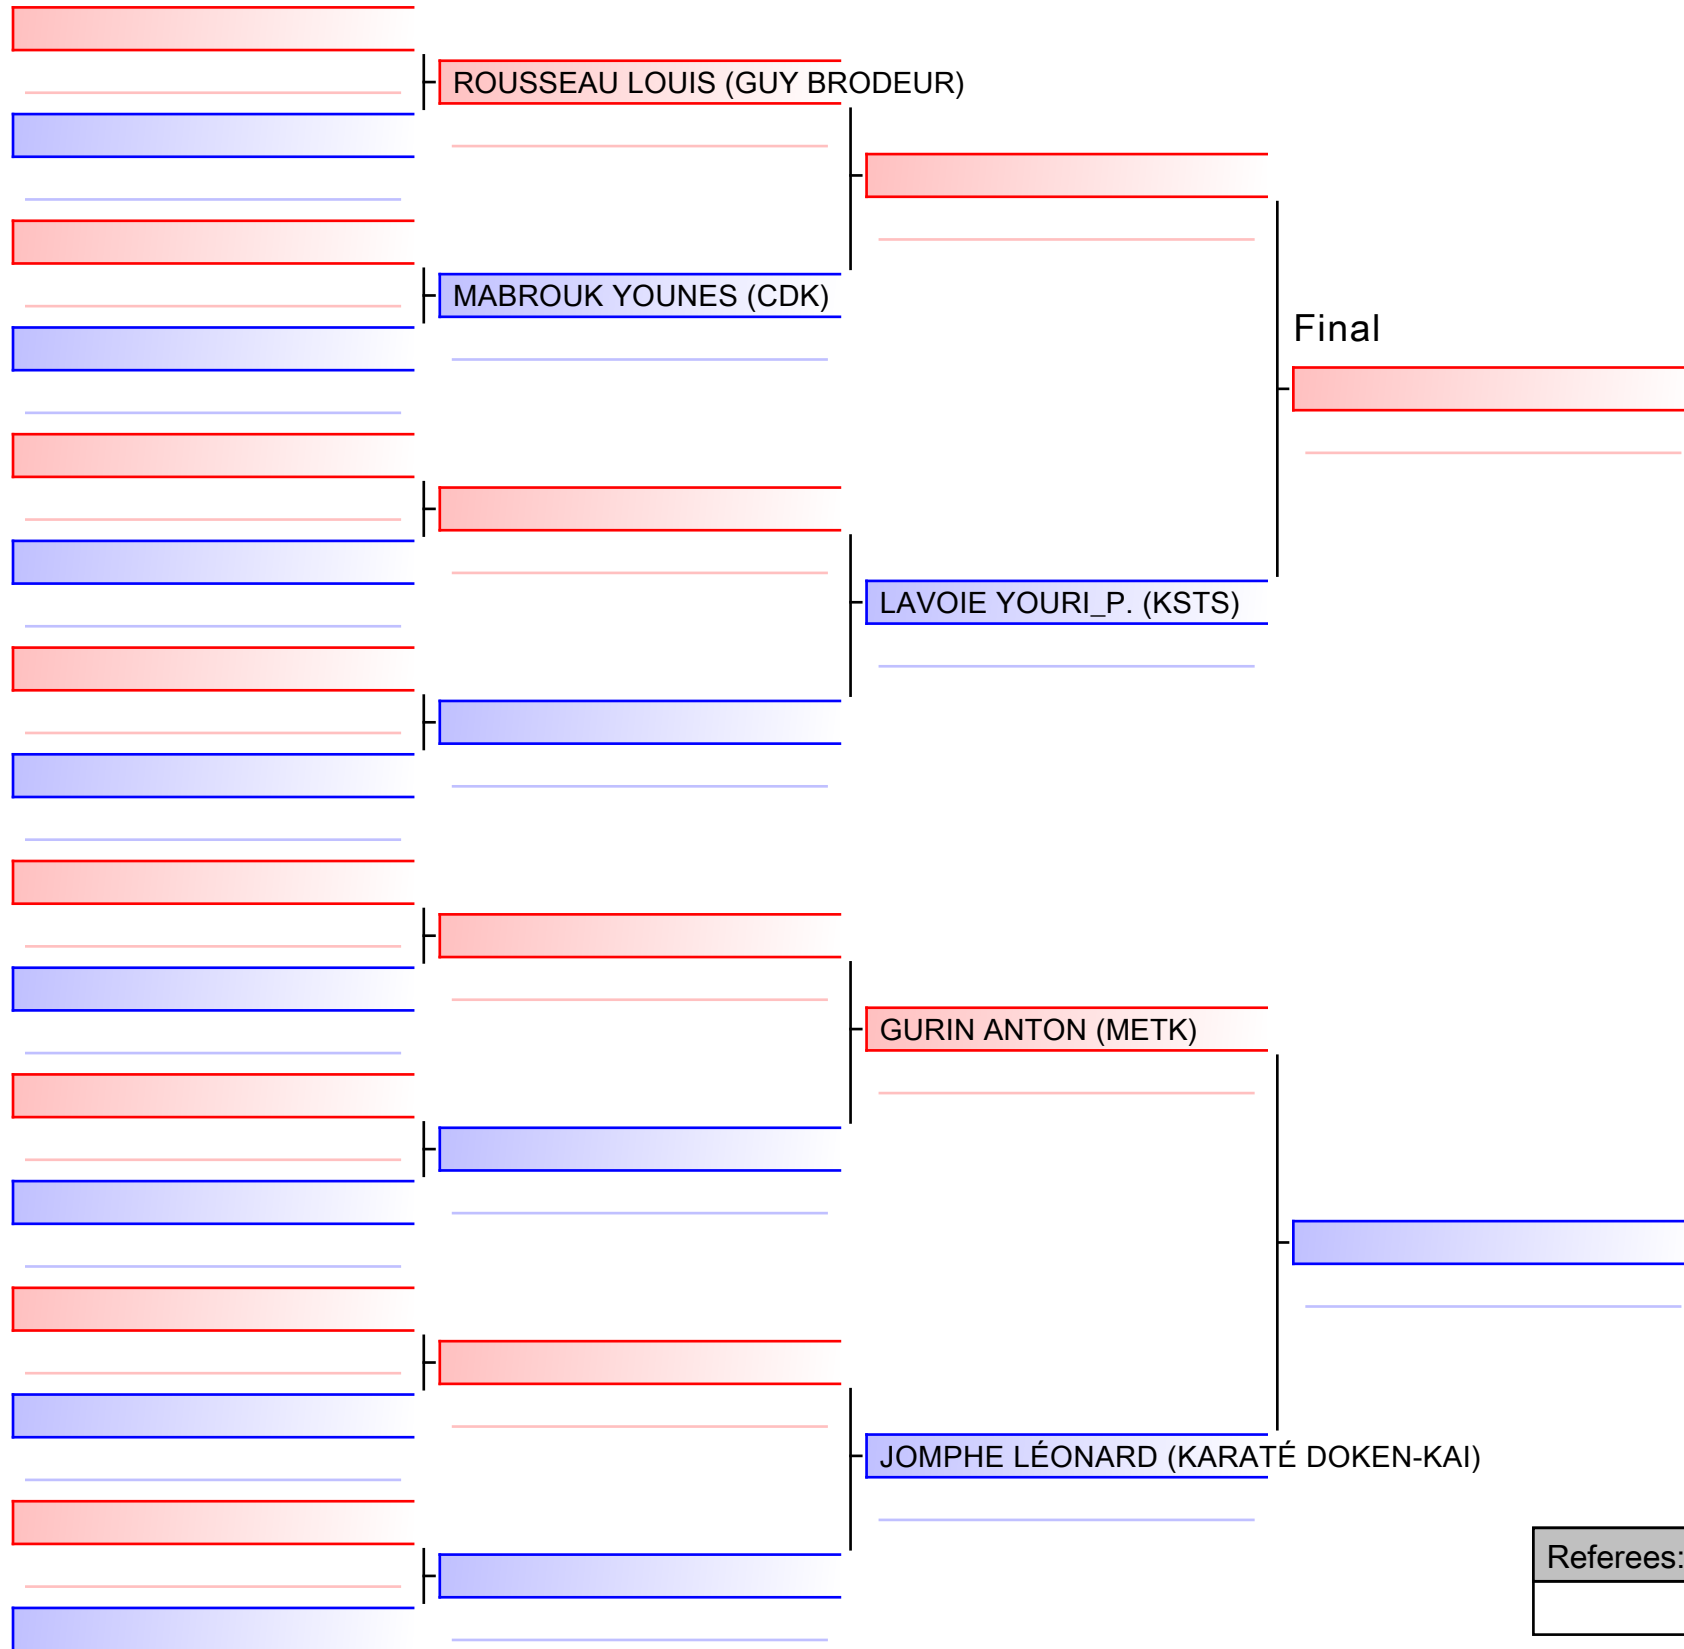 ROUSSEAU LOUIS (GUY BRODEUR)
MABROUK YOUNES (CDK)
Final
LAVOIE YOURI_P. (KSTS)
GURIN ANTON (METK)
JOMPHE LÉONARD (KARATÉ DOKEN-KAI)
Referees: